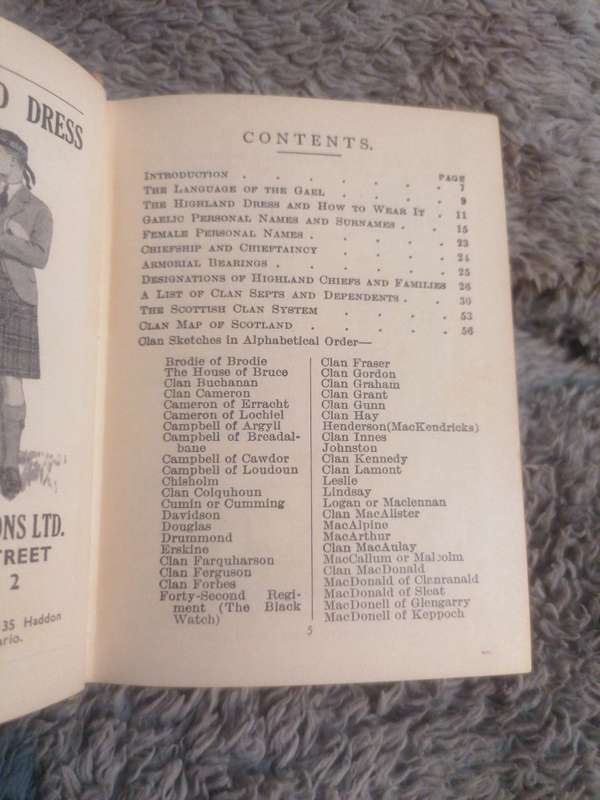 D DRESS
ONS LTD.
STREET
2
35 Haddon
ario.
CONTENTS.
PAGE
INTRODUCTION . . . . . . . 7
THE LANGUAGE OF THE GAEL . . . . 9
THE HIGHLAND DRESS AND HOW TO WEAR IT . 11
GAELIC PERSONAL NAMES AND SURNAMES . . 15
FEMALE PERSONAL NAMES . . . . . 23
CHIEFSHIP AND CHIEFTAINCY . . . . 24
ARMORIAL BEARINGS . . . . . . 25
DESIGNATIONS OF HIGHLAND CHIEFS AND FAMILIES 26
A LIST OF CLAN SEPTS AND DEPENDENTS . . 30
THE SCOTTISH CLAN SYSTEM . . . . 53
CLAN MAP OF SCOTLAND . . . . . 56
Clan Sketches in Alphabetical Order—
Brodie of Brodie
The House of Bruce
Clan Buchanan
Clan Cameron
Cameron of Erracht
Cameron of Lochiel
Campbell of Argyll
Campbell of Breadal-
bane
Campbell of Cawdor
Campbell of Loudoun
Chisholm
Clan Colquhoun
Cumin or Cumming
Davidson
Douglas
Drummond
Erskine
Clan Farquharson
Clan Ferguson
Clan Forbes
Forty-Second Regi-
ment (The Black
Watch)
Clan Fraser
Clan Gordon
Clan Graham
Clan Grant
Clan Gunn
Clan Hay
Henderson(MacKendricks)
Clan Innes
Johnston
Clan Kennedy
Clan Lamont
Leslie
Lindsay
Logan or Maclennan
Clan MacAlister
MacAlpine
MacArthur
Clan MacAulay
MacCallum or Malcolm
Clan MacDonald
MacDonald of Clanranald
MacDonald of Sleat
MacDonell of Glengarry
MacDonell of Keppoch
5